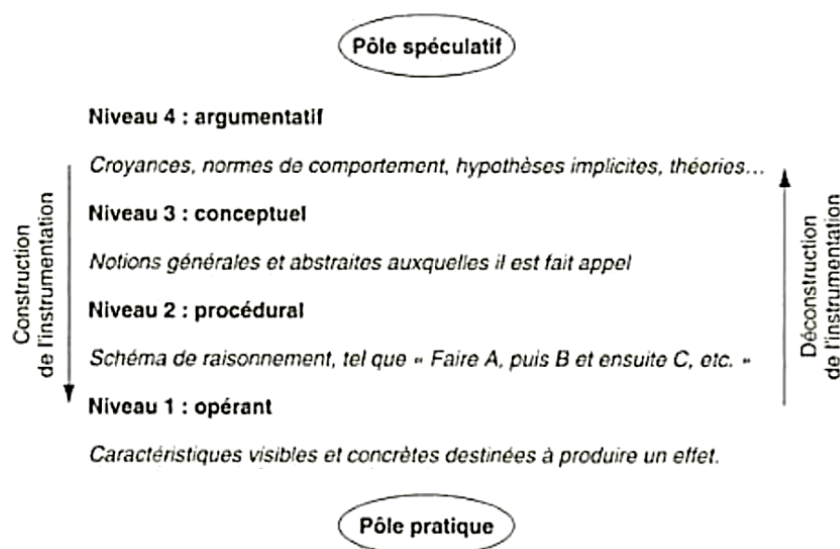 Pôle spéculatif
Niveau 4 : argumentatif
Croyances, normes de comportement, hypothèses implicites, théories...
Niveau 3 : conceptuel
Notions générales et abstraites auxquelles il est fait appel
Niveau 2 : procédural
Schéma de raisonnement, tel que « Faire A, puis B et ensuite C, etc. »
Niveau 1 : opérant
Caractéristiques visibles et concrètes destinées à produire un effet.
Pôle pratique
Construction
de l'instrumentation
Déconstruction
de l'instrumentation